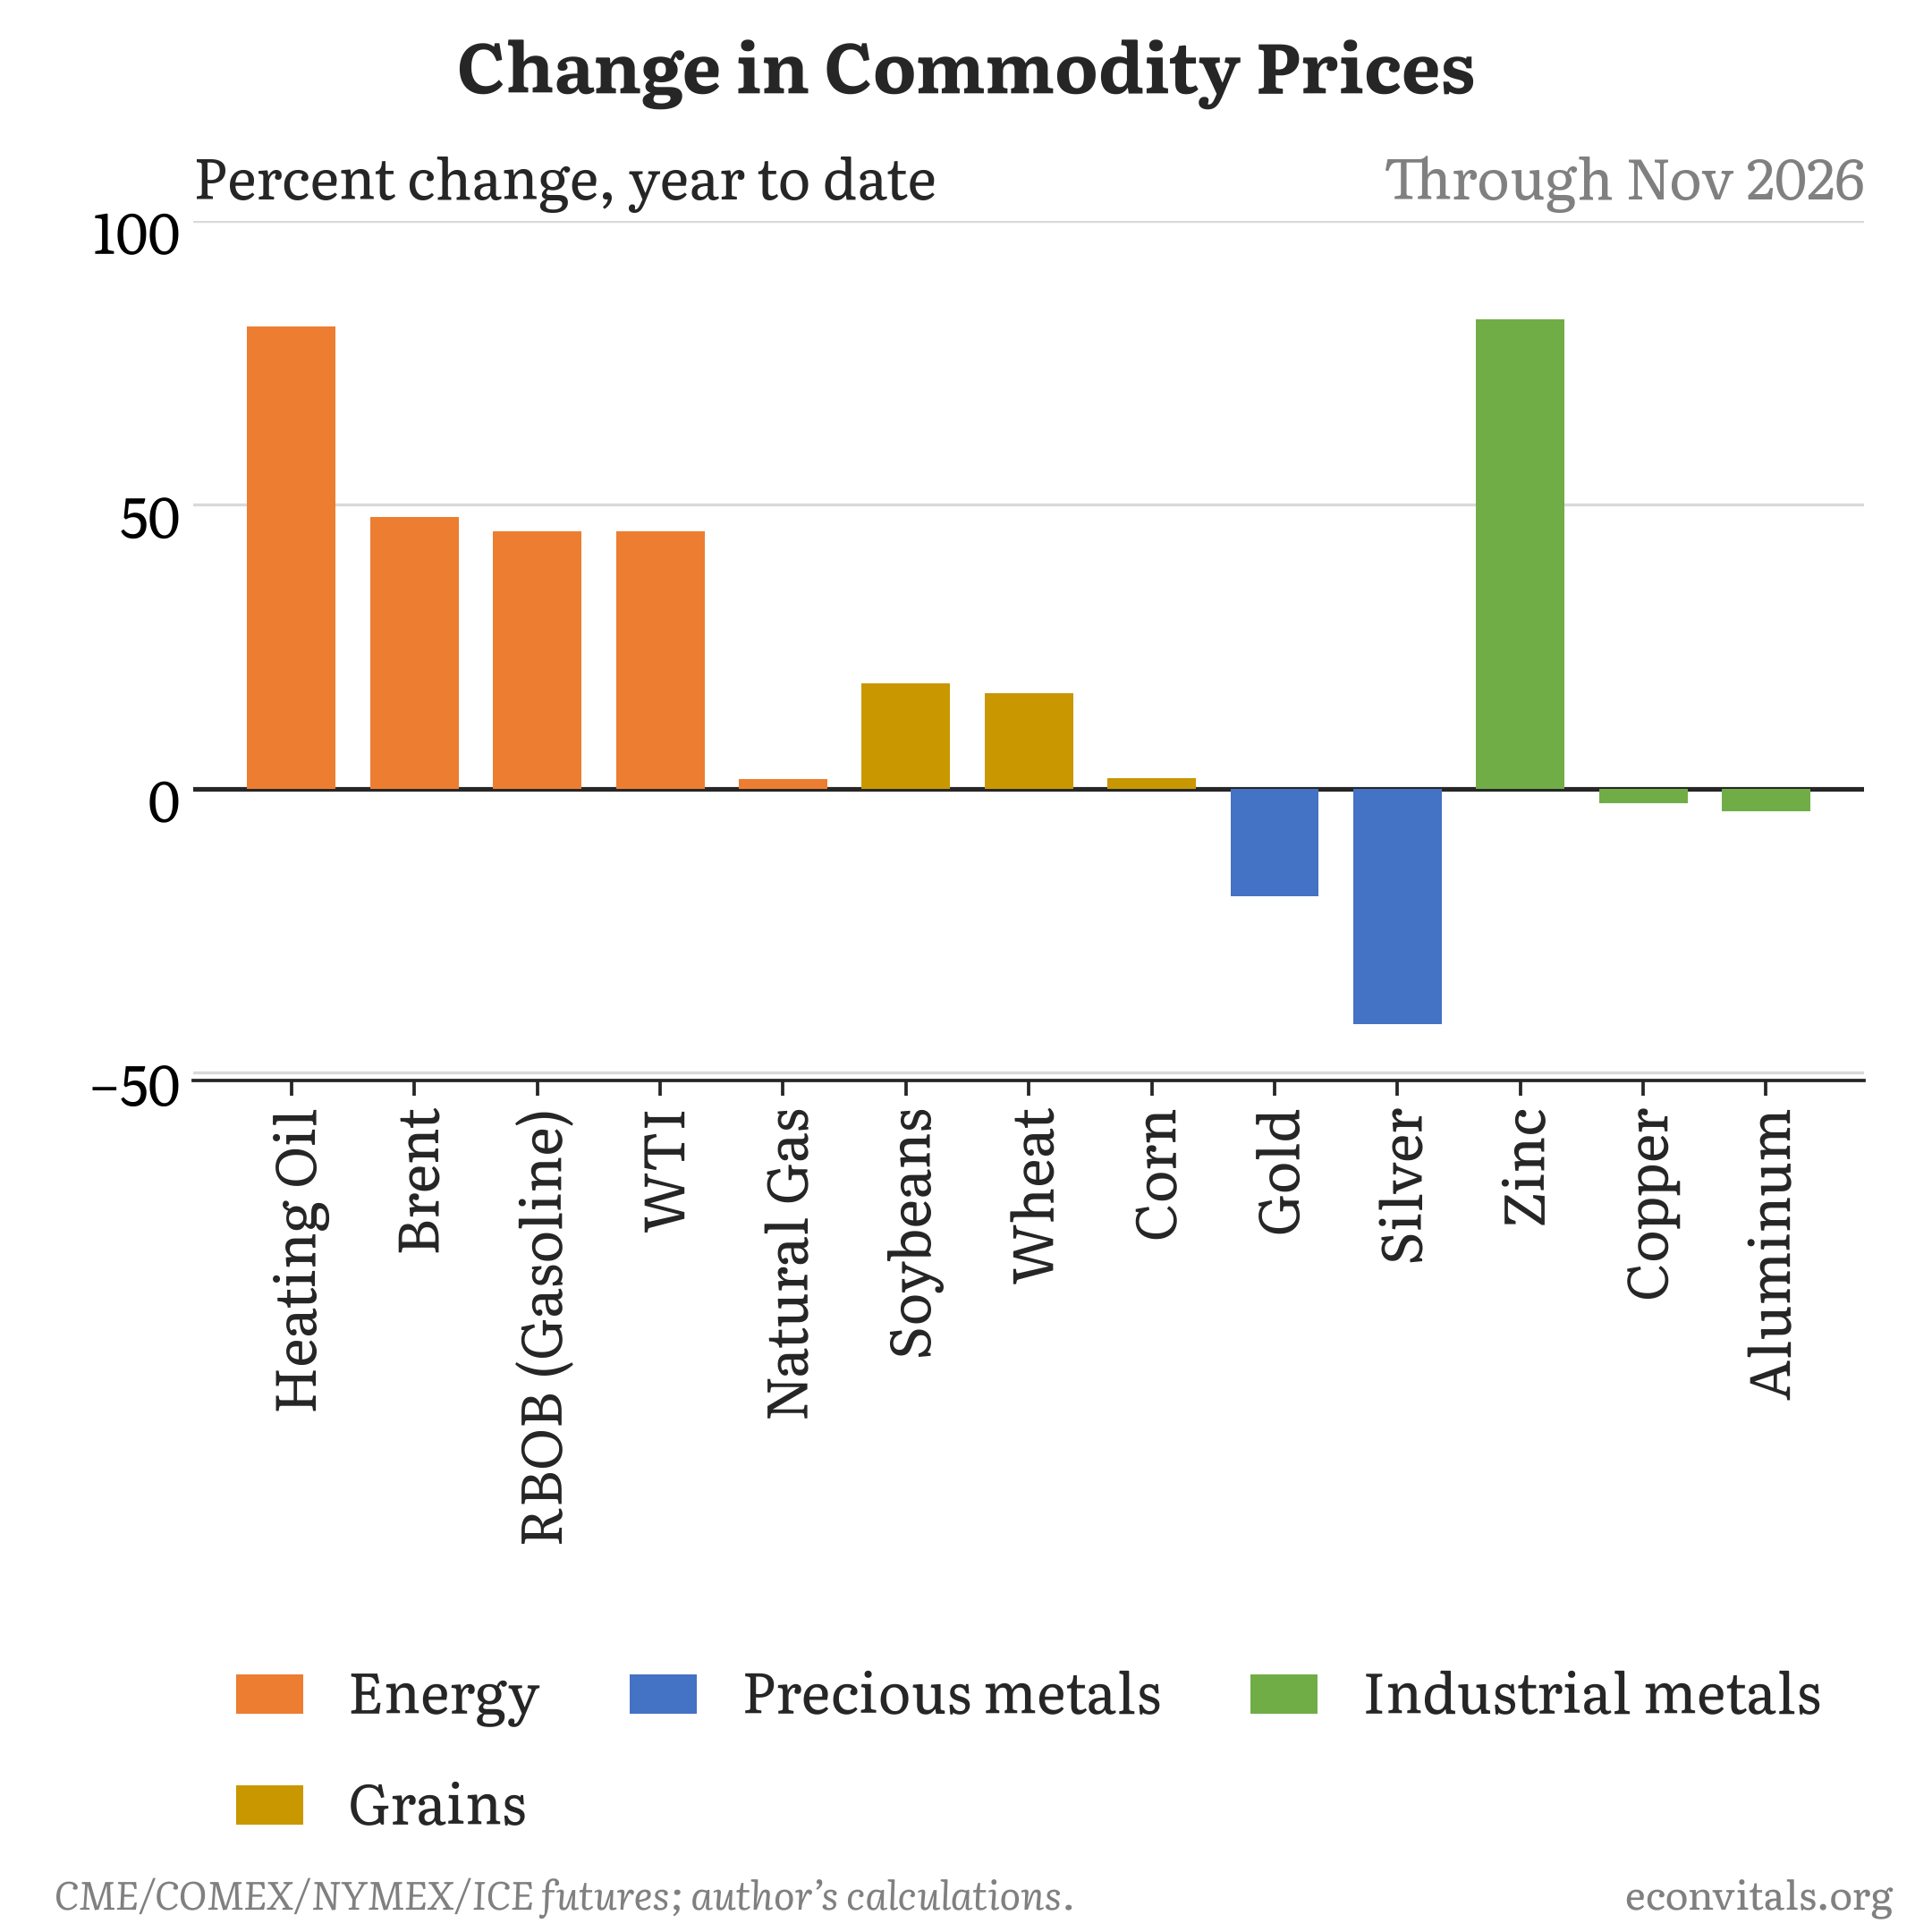 Change in Commodity Prices
Percent change, year to date
Through Nov 2026
100
50
0
−50
Heating Oil
Brent
RBOB (Gasoline)
WTI
Natural Gas
Soybeans
Wheat
Corn
Gold
Silver
Zinc
Copper
Aluminum
Energy
Precious metals
Industrial metals
Grains
CME/COMEX/NYMEX/ICE futures; author’s calculations.
econvitals.org